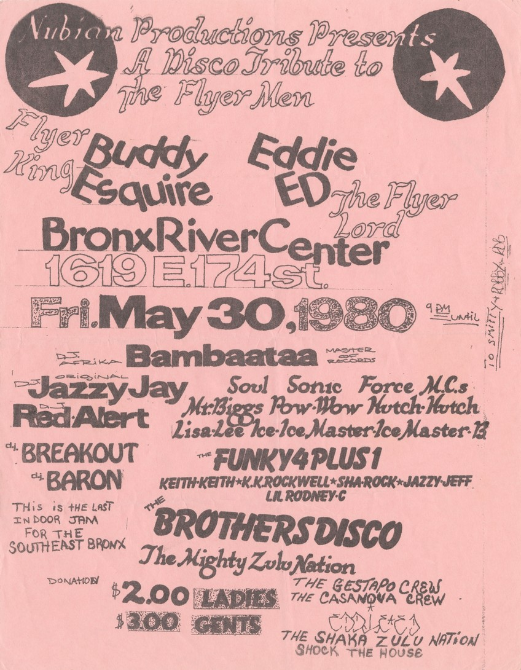 Nubian Productions Presents
A Disco Tribute to
The Flyer Men
Flyer King Buddy Esquire
Eddie ED The Flyer Lord
Bronx River Center
1619 E. 174 st.
Fri. May 30, 1980 9 PM UNTIL
TO SMITTY + BOBBY
DJ AFRIKA Bambaataa MASTER OF RECORDS
DJ ORIGINAL Jazzy Jay
DJ Red-Alert
Soul Sonic Force M.C.s
Mr. Biggs Pow-Wow Hutch-Hutch
Lisa-Lee Ice-Ice Master-Ice Master-B
dj BREAKOUT
dj BARON
THE FUNKY 4 PLUS 1
KEITH-KEITH★K.K. ROCKWELL★SHA-ROCK★JAZZY-JEFF
LIL RODNEY-C
THIS IS THE LAST
INDOOR JAM
FOR THE
SOUTHEAST BRONX
THE BROTHERS DISCO
The Mighty Zulu Nation
DONATION
$2.00 LADIES
$3.00 GENTS
THE GESTAPO CREW
THE CASANOVA CREW
THE SHAKA ZULU NATION
SHOCK THE HOUSE